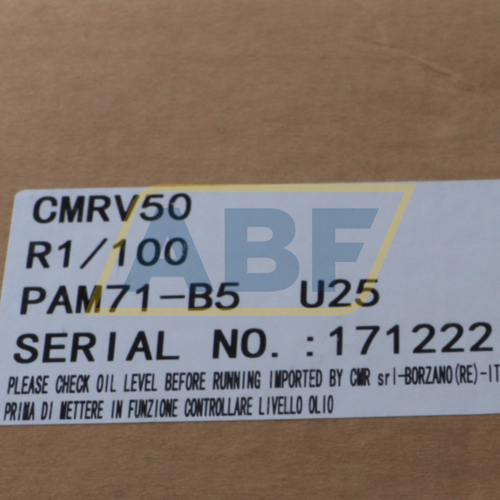 CMRV50
R1/100
PAM71-B5 U25
SERIAL NO.:171222
PLEASE CHECK OIL LEVEL BEFORE RUNNING IMPORTED BY CMR srl-BORZANO(RE)-IT
PRIMA DI METTERE IN FUNZIONE CONTROLLARE LIVELLO OLIO
ABF